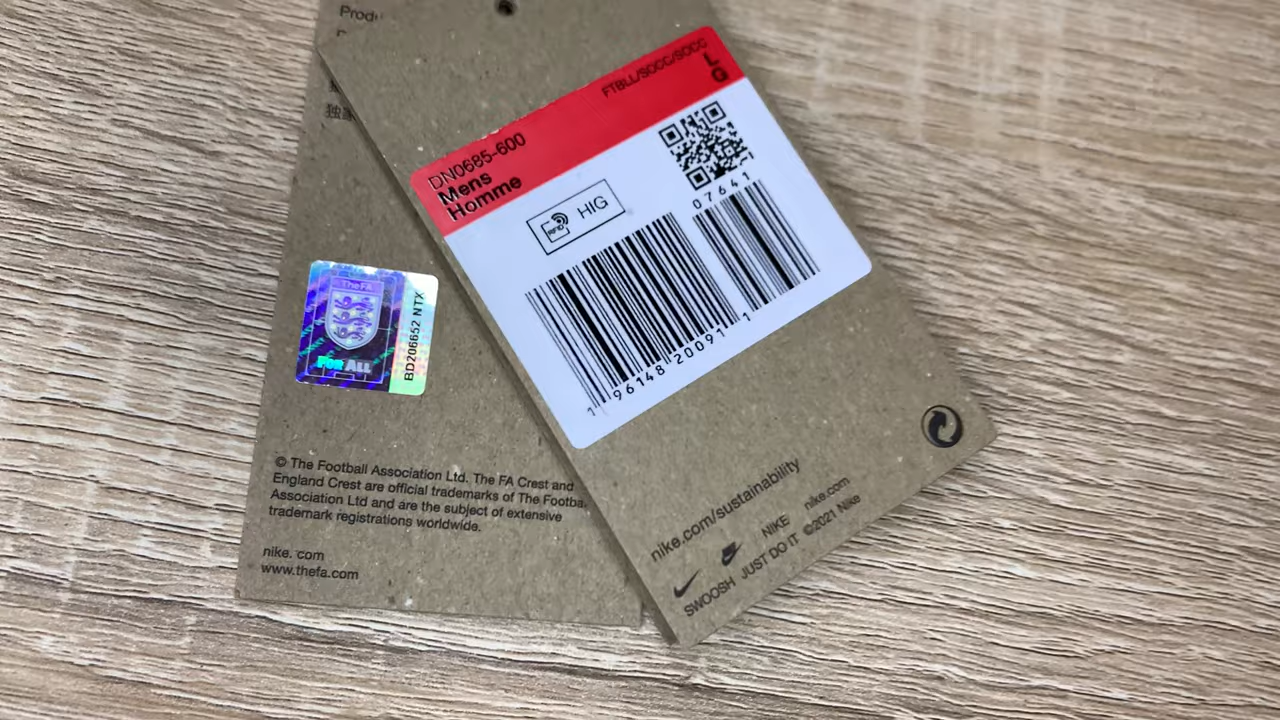 独家
The FA
For ALL
BD206652 NTX
© The Football Association Ltd. The FA Crest and
England Crest are official trademarks of The
Association Ltd and are the subject of extensive
trademark registrations worldwide.
nike. com
www.thefa.com
FTBLL/SOCC/SOCC
L
G
DN0685-600
Mens
Homme
RFID
HIG
07641
1 96148 20091 1
nike.com/sustainability
NIKE nike.com
SWOOSH JUST DO IT ©2021 Nike